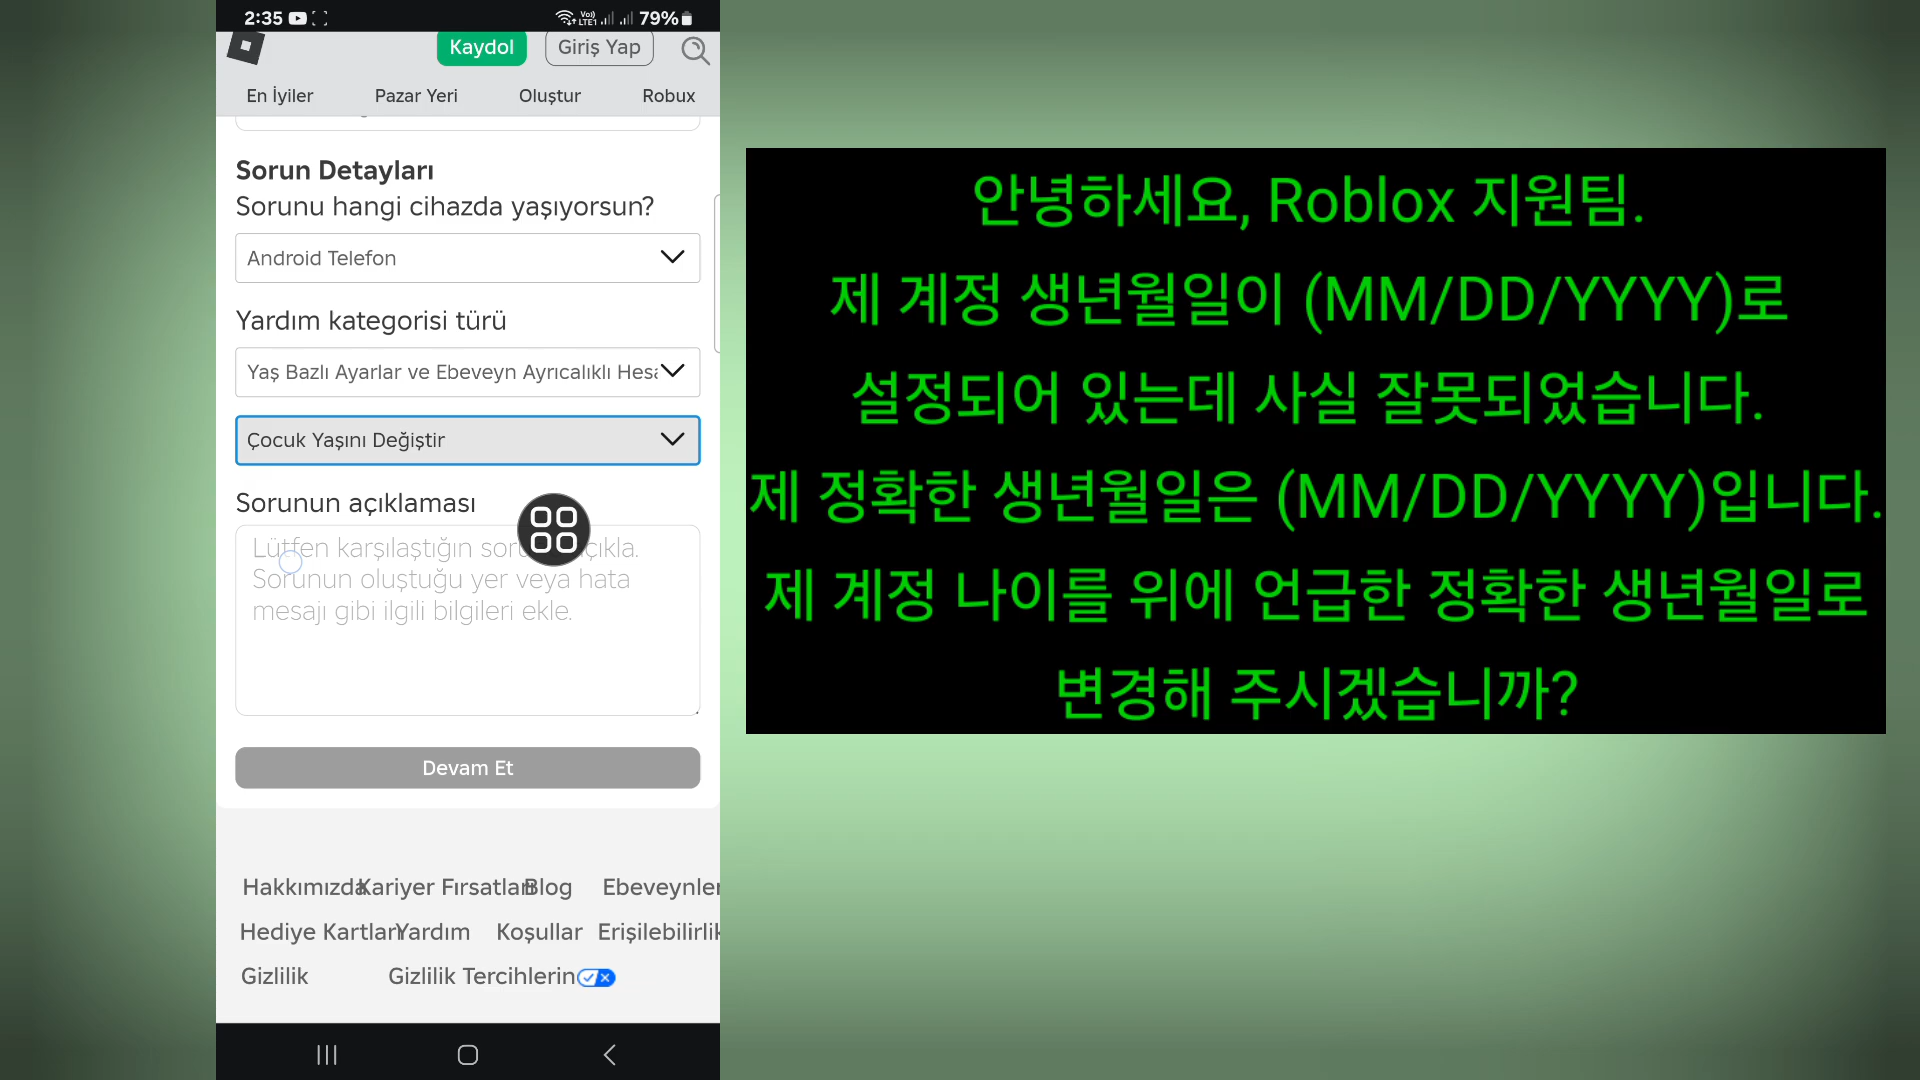 2:35
Vo)) LTE1
79%
Kaydol
Giriş Yap
En İyiler
Pazar Yeri
Oluştur
Robux
Sorun Detayları
Sorunu hangi cihazda yaşıyorsun?
Android Telefon
Yardım kategorisi türü
Yaş Bazlı Ayarlar ve Ebeveyn Ayrıcalıklı Hesa
Çocuk Yaşını Değiştir
Sorunun açıklaması
Lütfen karşılaştığın
Sorunun oluştuğu yer veya hata
mesajı gibi ilgili bilgileri ekle.
Devam Et
Hakkımızda Kariyer Fırsatları Blog Ebeveynler
Hediye Kartları Yardım Koşullar Erişilebilirlik
Gizlilik Gizlilik Tercihlerin
안녕하세요, Roblox 지원팀.
제 계정 생년월일이 (MM/DD/YYYY)로
설정되어 있는데 사실 잘못되었습니다.
제 정확한 생년월일은 (MM/DD/YYYY)입니다.
제 계정 나이를 위에 언급한 정확한 생년월일로
변경해 주시겠습니까?